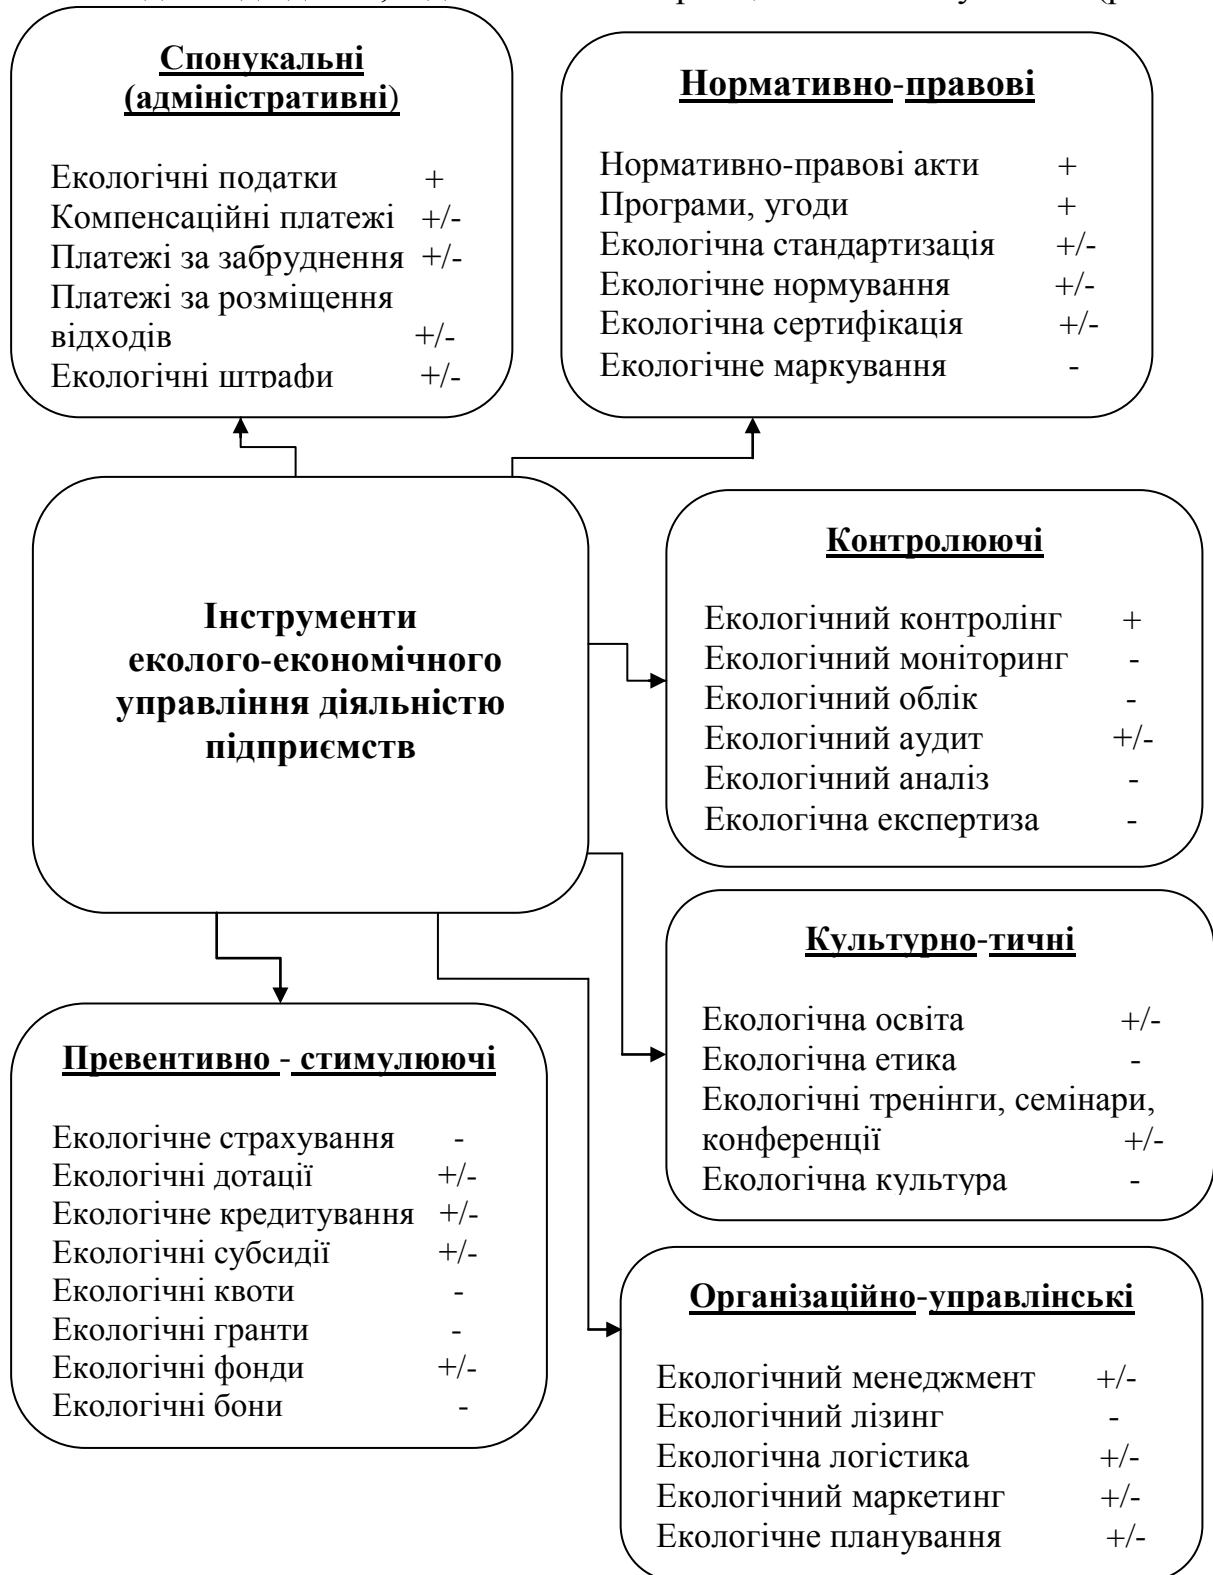 Спонукальні
(адміністративні)
Екологічні податки +
Компенсаційні платежі +/-
Платежі за забруднення +/-
Платежі за розміщення
відходів +/-
Екологічні штрафи +/-
Нормативно-правові
Нормативно-правові акти +
Програми, угоди +
Екологічна стандартизація +/-
Екологічне нормування +/-
Екологічна сертифікація +/-
Екологічне маркування -
Інструменти
еколого-економічного
управління діяльністю
підприємств
Контролюючі
Екологічний контролінг +
Екологічний моніторинг -
Екологічний облік -
Екологічний аудит +/-
Екологічний аналіз -
Екологічна експертиза -
Культурно-тичні
Екологічна освіта +/-
Екологічна етика -
Екологічні тренінги, семінари,
конференції +/-
Екологічна культура -
Превентивно - стимулюючі
Екологічне страхування -
Екологічні дотації +/-
Екологічне кредитування +/-
Екологічні субсидії +/-
Екологічні квоти -
Екологічні гранти -
Екологічні фонди +/-
Екологічні бони -
Організаційно-управлінські
Екологічний менеджмент +/-
Екологічний лізинг -
Екологічна логістика +/-
Екологічний маркетинг +/-
Екологічне планування +/-